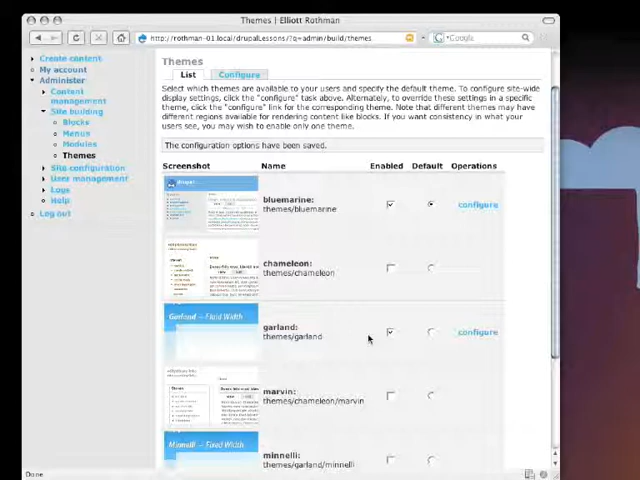 Themes | Elliott Rothman
http://rothman-01.local/drupalLessons/?q=admin/build/themes
Google
Create content
My account
Administer
Content management
Site building
Blocks
Menus
Modules
Themes
Site configuration
User management
Logs
Help
Log out
Themes
List
Configure
Select which themes are available to your users and specify the default theme. To configure site-wide
display settings, click the "configure" task above. Alternatively, to override these settings in a specific
theme, click the "configure" link for the corresponding theme. Note that different themes may have
different regions available for rendering content like blocks. If you want consistency in what your
users see, you may wish to enable only one theme.
The configuration options have been saved.
Screenshot Name Enabled Default Operations
bluemarine:
themes/bluemarine
configure
chameleon:
themes/chameleon
Garland — Fluid Width
garland:
themes/garland
configure
marvin:
themes/chameleon/marvin
Minnelli — Fixed Width
minnelli:
themes/garland/minnelli
Done